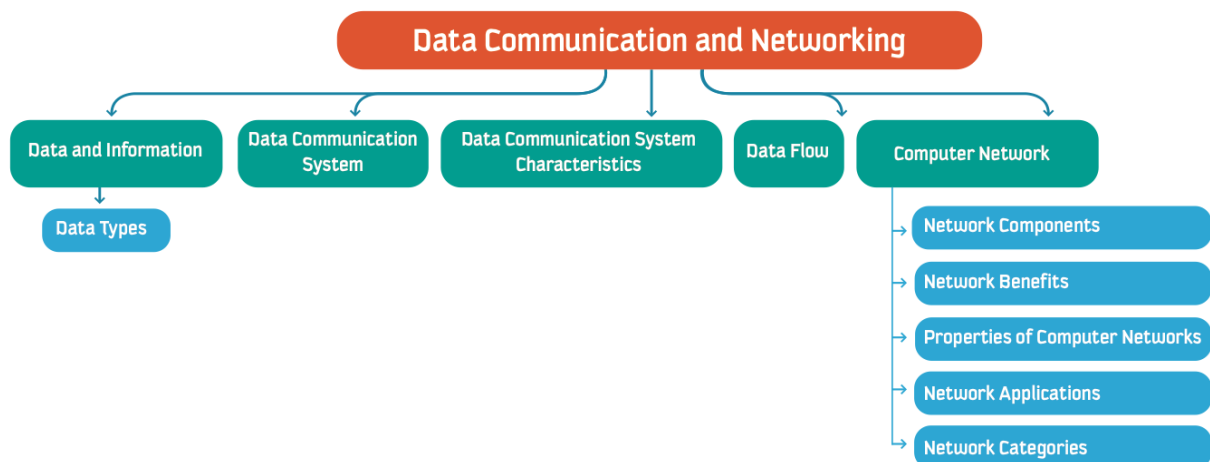 Data Communication and Networking
Data and Information
Data Communication
System
Data Communication System
Characteristics
Data Flow
Computer Network
Data Types
Network Components
Network Benefits
Properties of Computer Networks
Network Applications
Network Categories